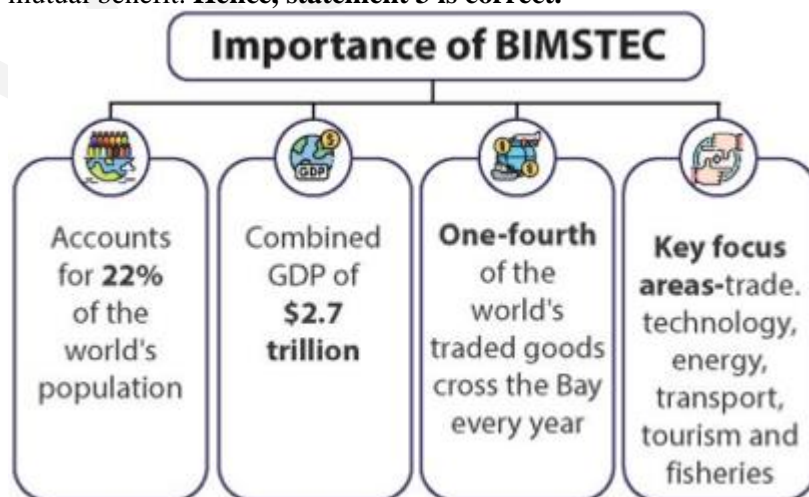 mutual benefit. Hence, statement 3 is correct.
Importance of BIMSTEC
Accounts
for 22%
of the
world's
population
GDP
Combined
GDP of
$2.7
trillion
One-fourth
of the
world's
traded goods
cross the Bay
every year
Key focus
areas-trade.
technology,
energy,
transport,
tourism and
fisheries